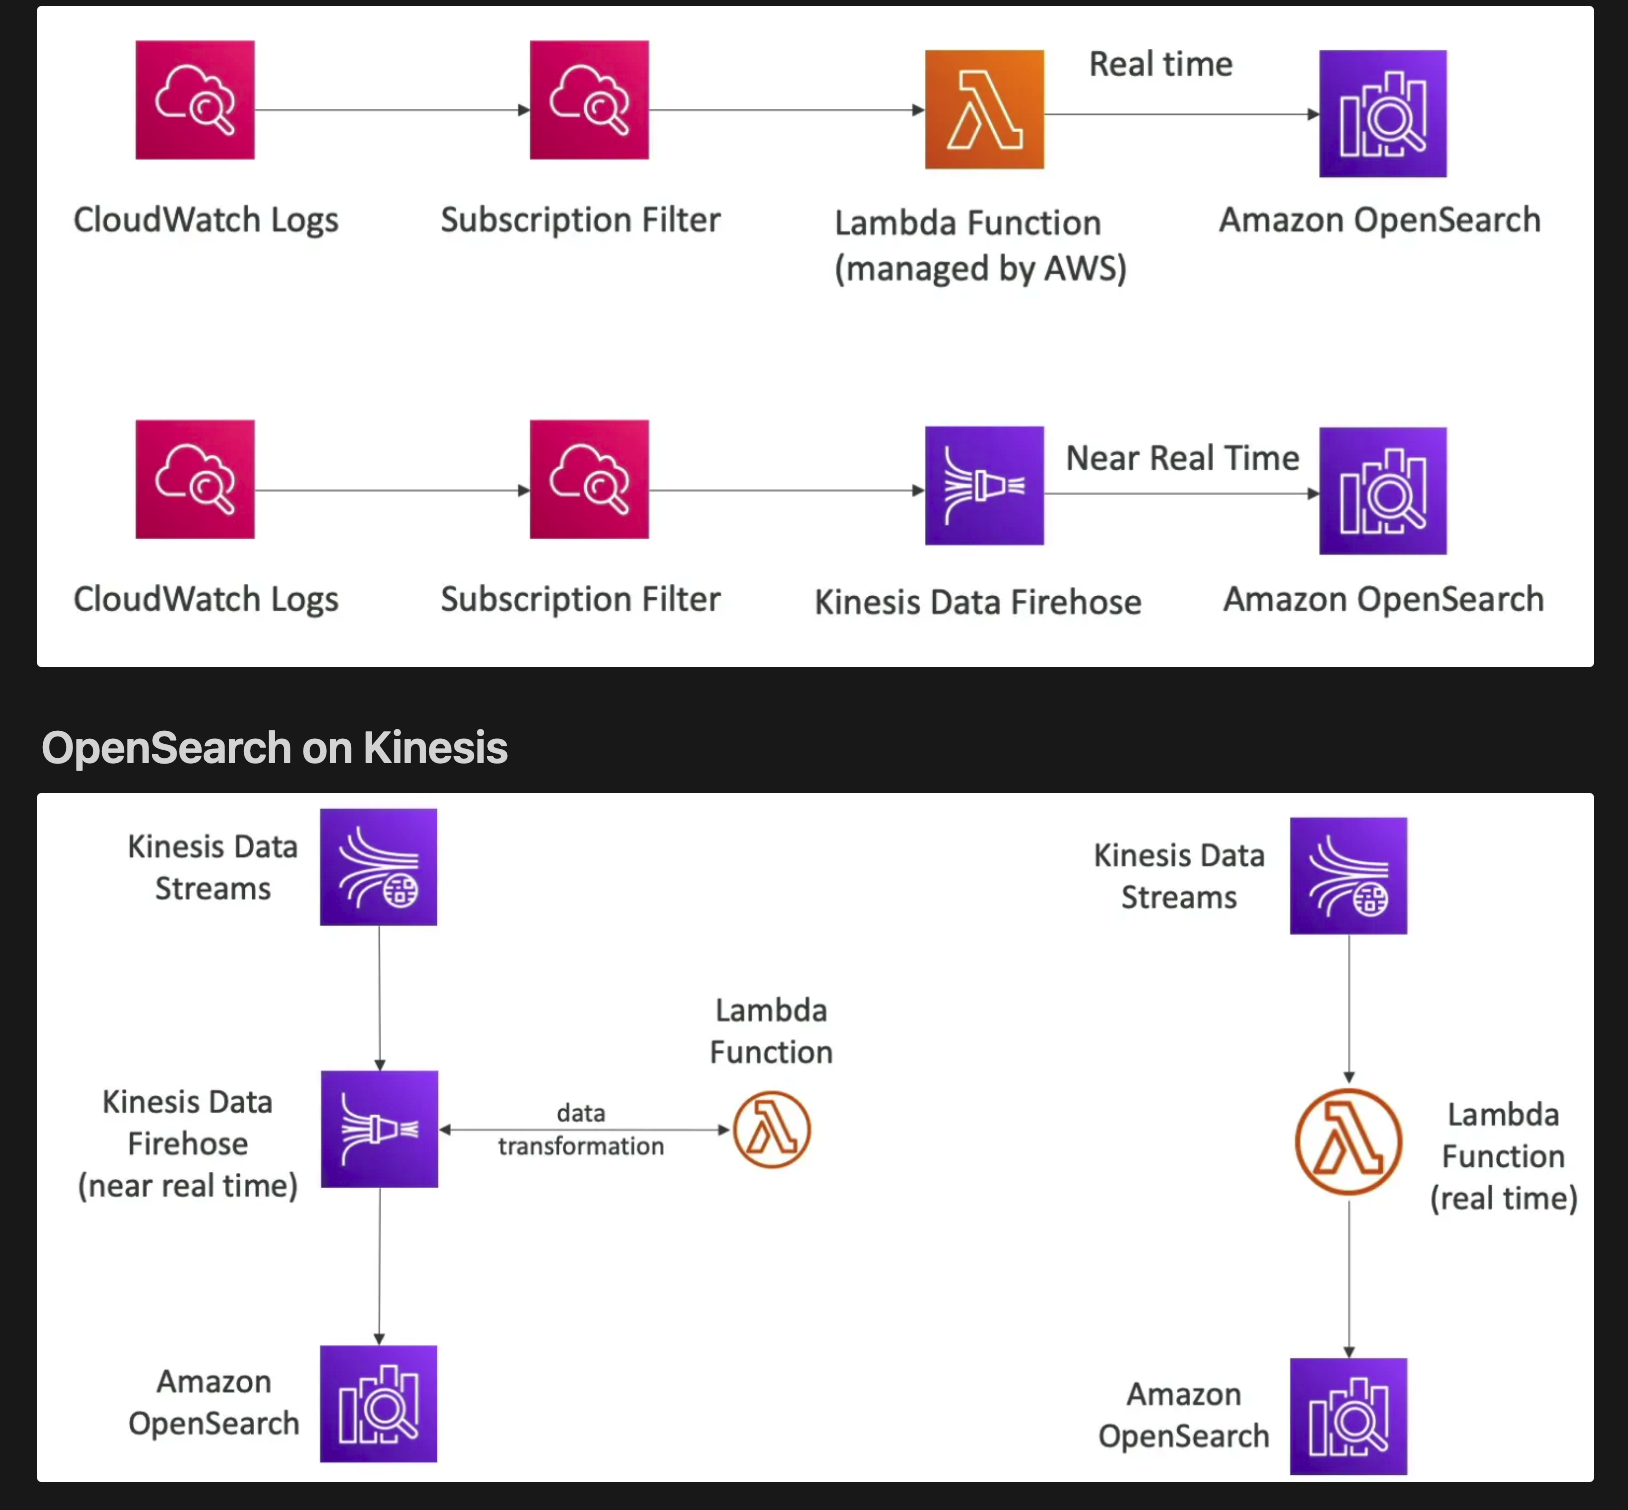 Real time
CloudWatch Logs
Subscription Filter
Lambda Function
(managed by AWS)
Amazon OpenSearch
Near Real Time
CloudWatch Logs
Subscription Filter
Kinesis Data Firehose
Amazon OpenSearch
OpenSearch on Kinesis
Kinesis Data
Streams
Lambda
Function
Kinesis Data
Firehose
(near real time)
data
transformation
Amazon
OpenSearch
Kinesis Data
Streams
Lambda
Function
(real time)
Amazon
OpenSearch